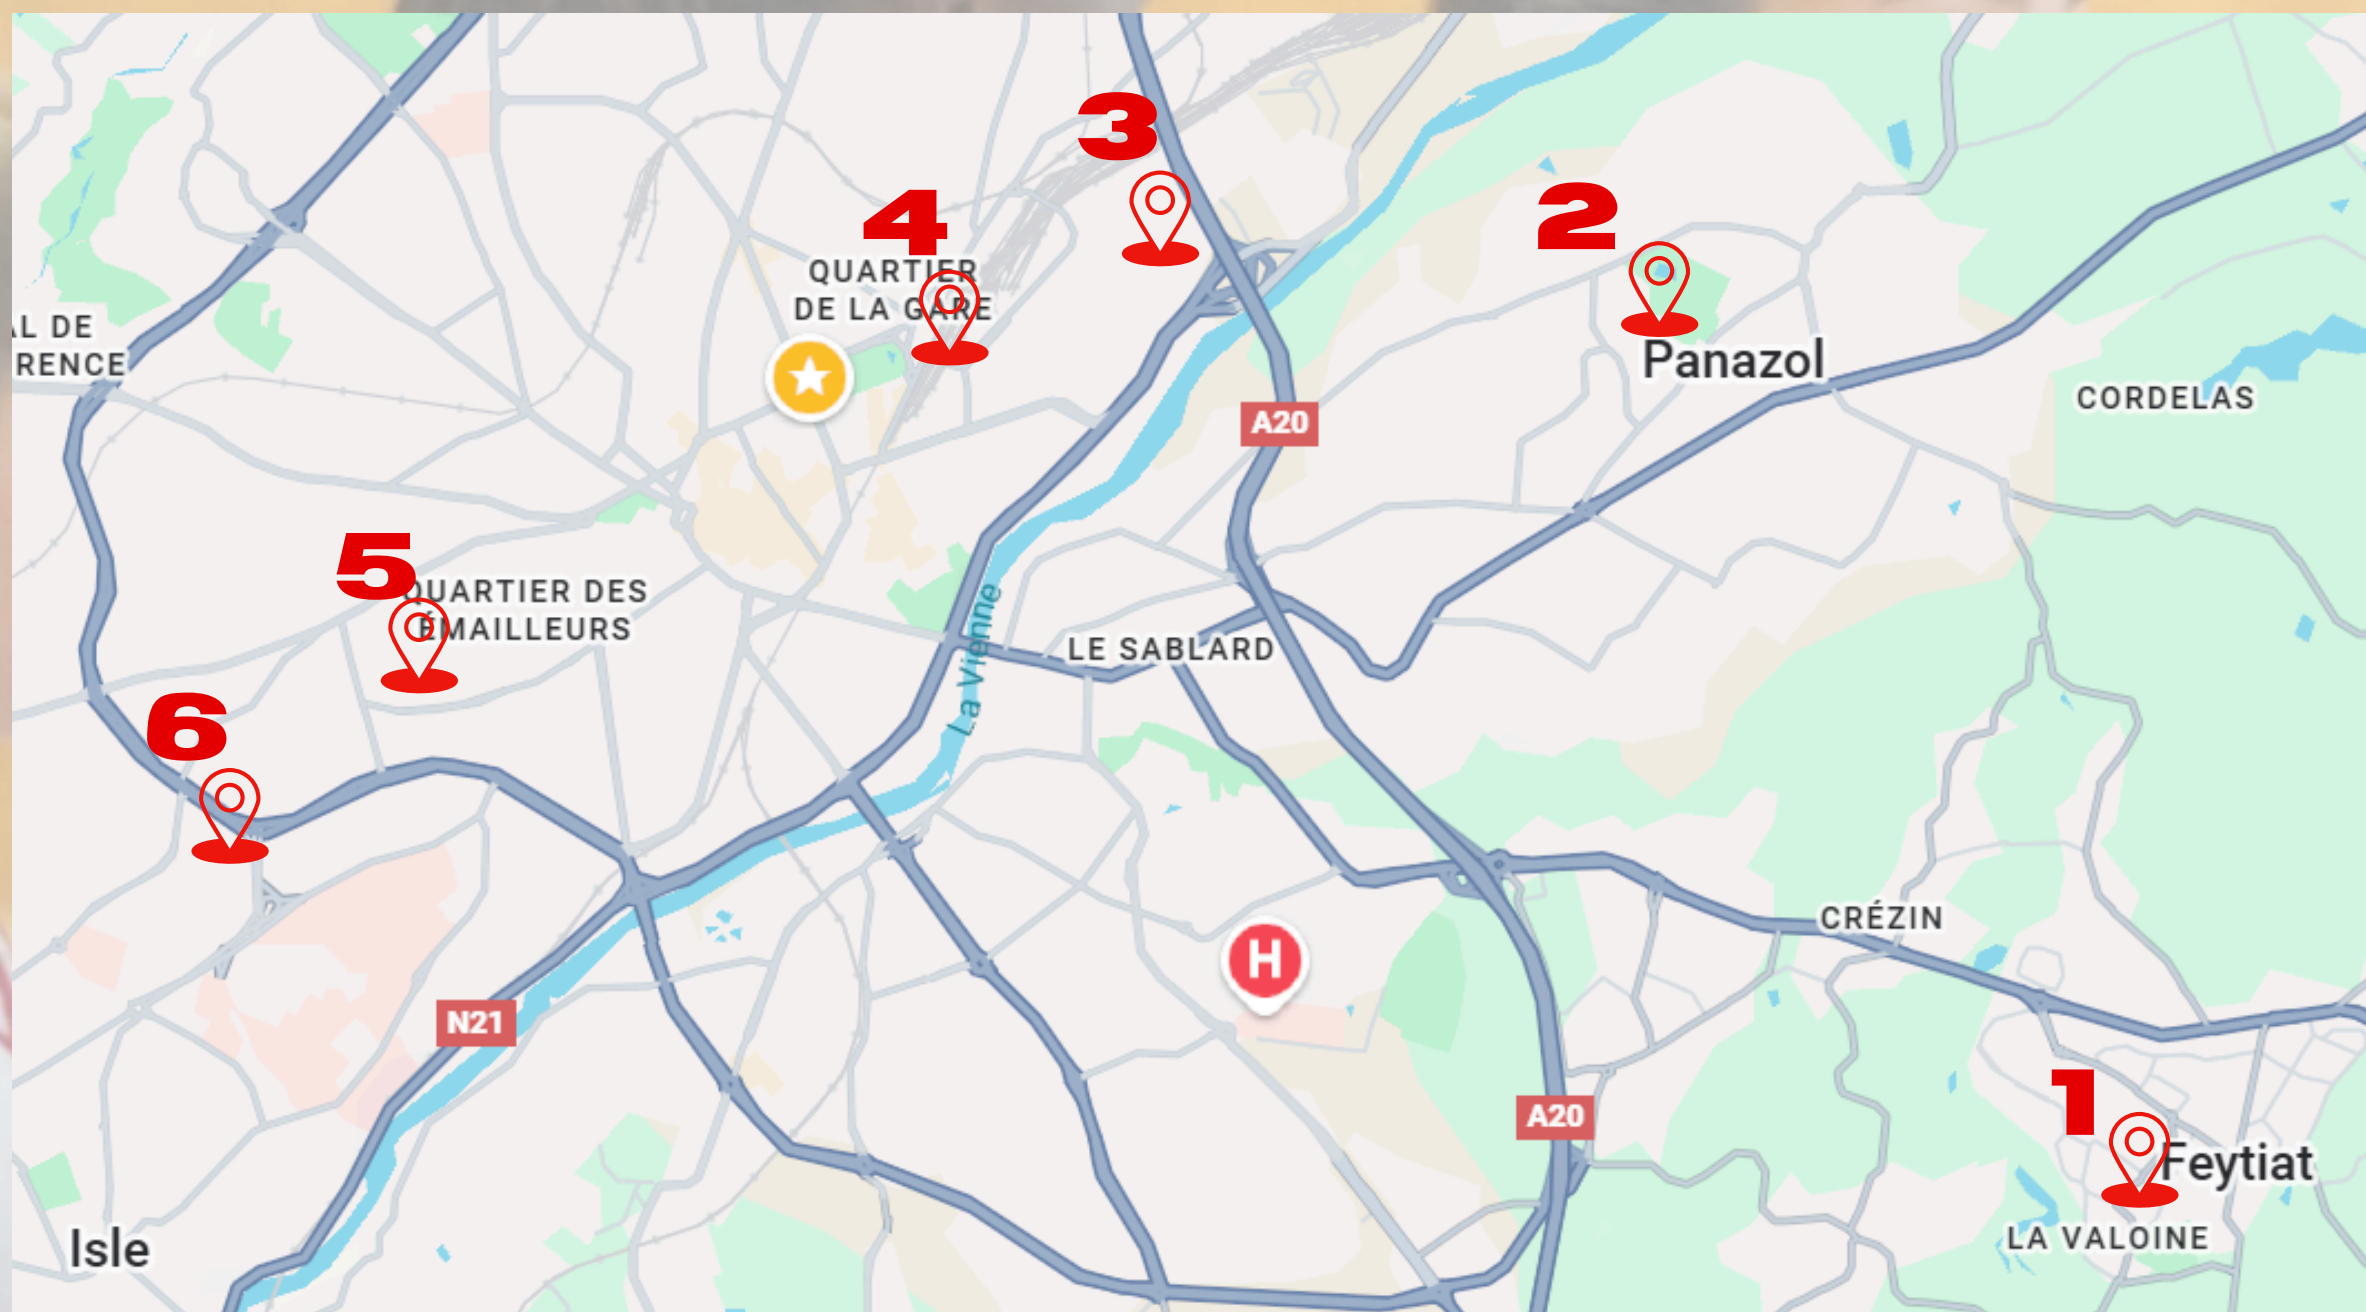 3
4
2
QUARTIER
DE LA GARE
AL DE
RENCE
Panazol
CORDELAS
A20
5
QUARTIER DES
ÉMAILLEURS
La Vienne
LE SABLARD
6
CRÉZIN
H
N21
1
A20
Feytiat
LA VALOINE
Isle